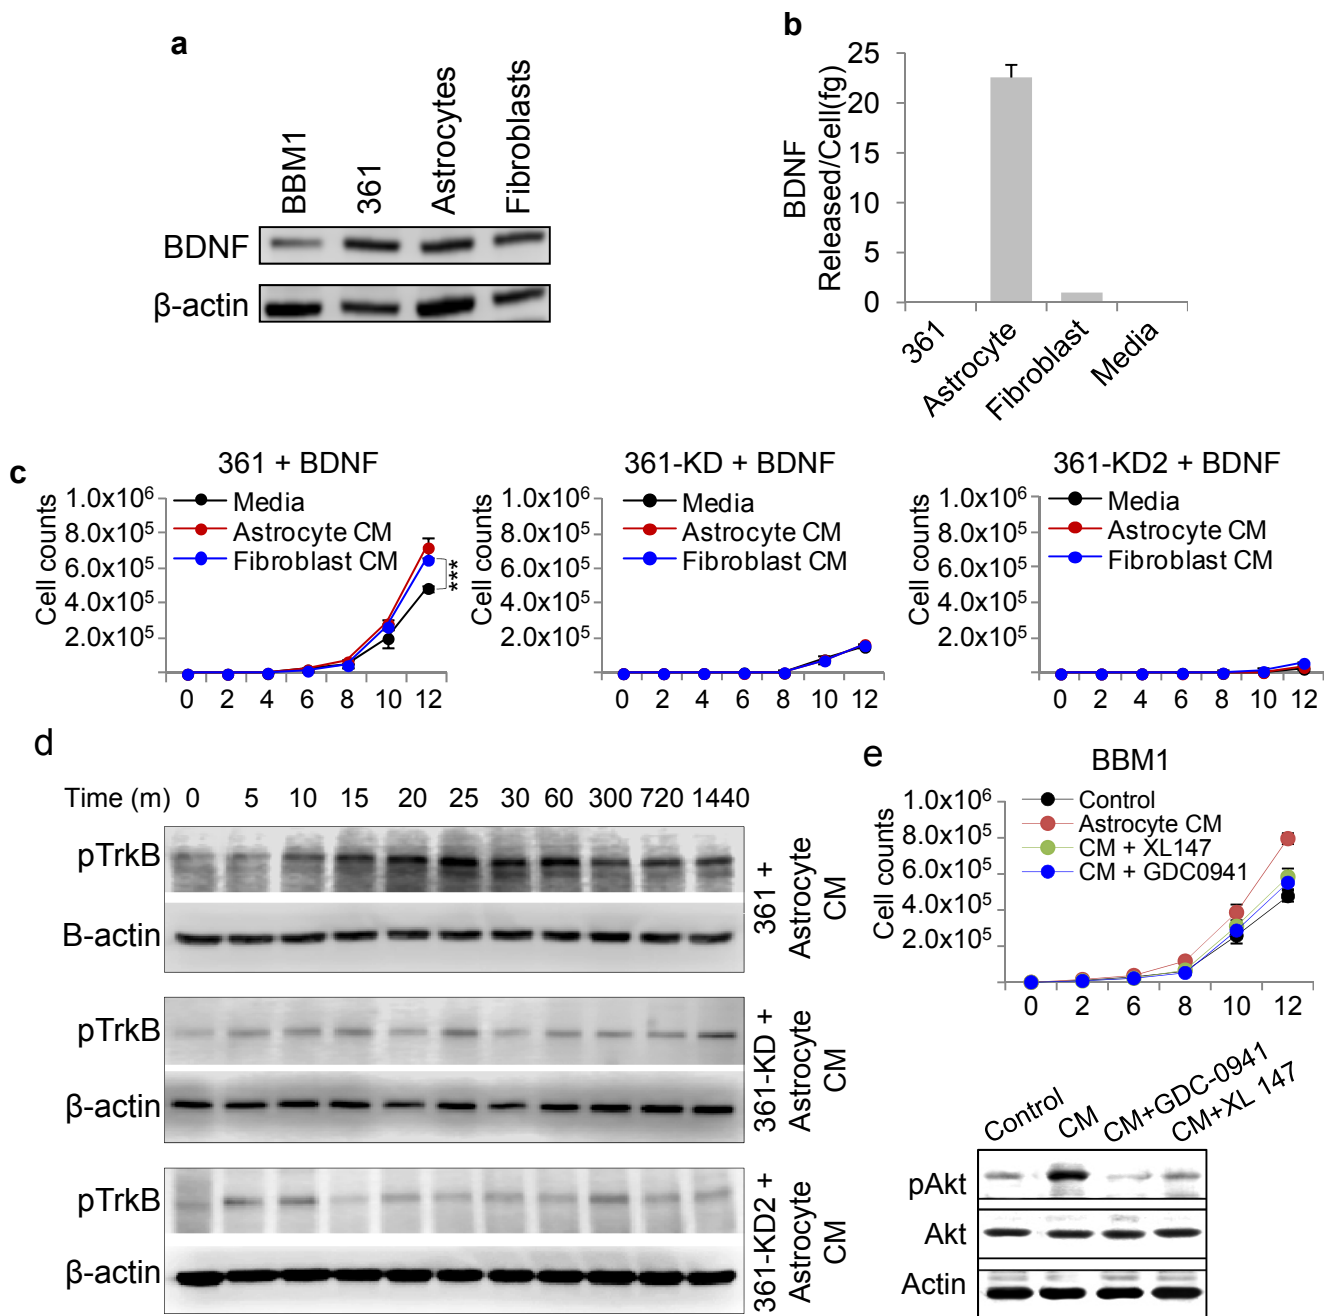 a
BBM1
361
Astrocytes
Fibroblasts
BDNF
β-actin
b
BDNF
Released/Cell(fg)
25
20
15
10
5
0
361
Astrocyte
Fibroblast
Media
c
361 + BDNF
Cell counts
1.0x10⁶
8.0x10⁵
6.0x10⁵
4.0x10⁵
2.0x10⁵
Media
Astrocyte CM
Fibroblast CM
***
0 2 4 6 8 10 12
361-KD + BDNF
Cell counts
1.0x10⁶
8.0x10⁵
6.0x10⁵
4.0x10⁵
2.0x10⁵
Media
Astrocyte CM
Fibroblast CM
0 2 4 6 8 10 12
361-KD2 + BDNF
Cell counts
1.0x10⁶
8.0x10⁵
6.0x10⁵
4.0x10⁵
2.0x10⁵
Media
Astrocyte CM
Fibroblast CM
0 2 4 6 8 10 12
d
Time (m) 0 5 10 15 20 25 30 60 300 720 1440
pTrkB
B-actin
361 +
Astrocyte
CM
pTrkB
β-actin
361-KD +
Astrocyte
CM
pTrkB
β-actin
361-KD2 +
Astrocyte
CM
e
BBM1
Cell counts
1.0x10⁶
8.0x10⁵
6.0x10⁵
4.0x10⁵
2.0x10⁵
Control
Astrocyte CM
CM + XL147
CM + GDC0941
0 2 4 6 8 10 12
Control
CM
CM+GDC-0941
CM+XL 147
pAkt
Akt
Actin